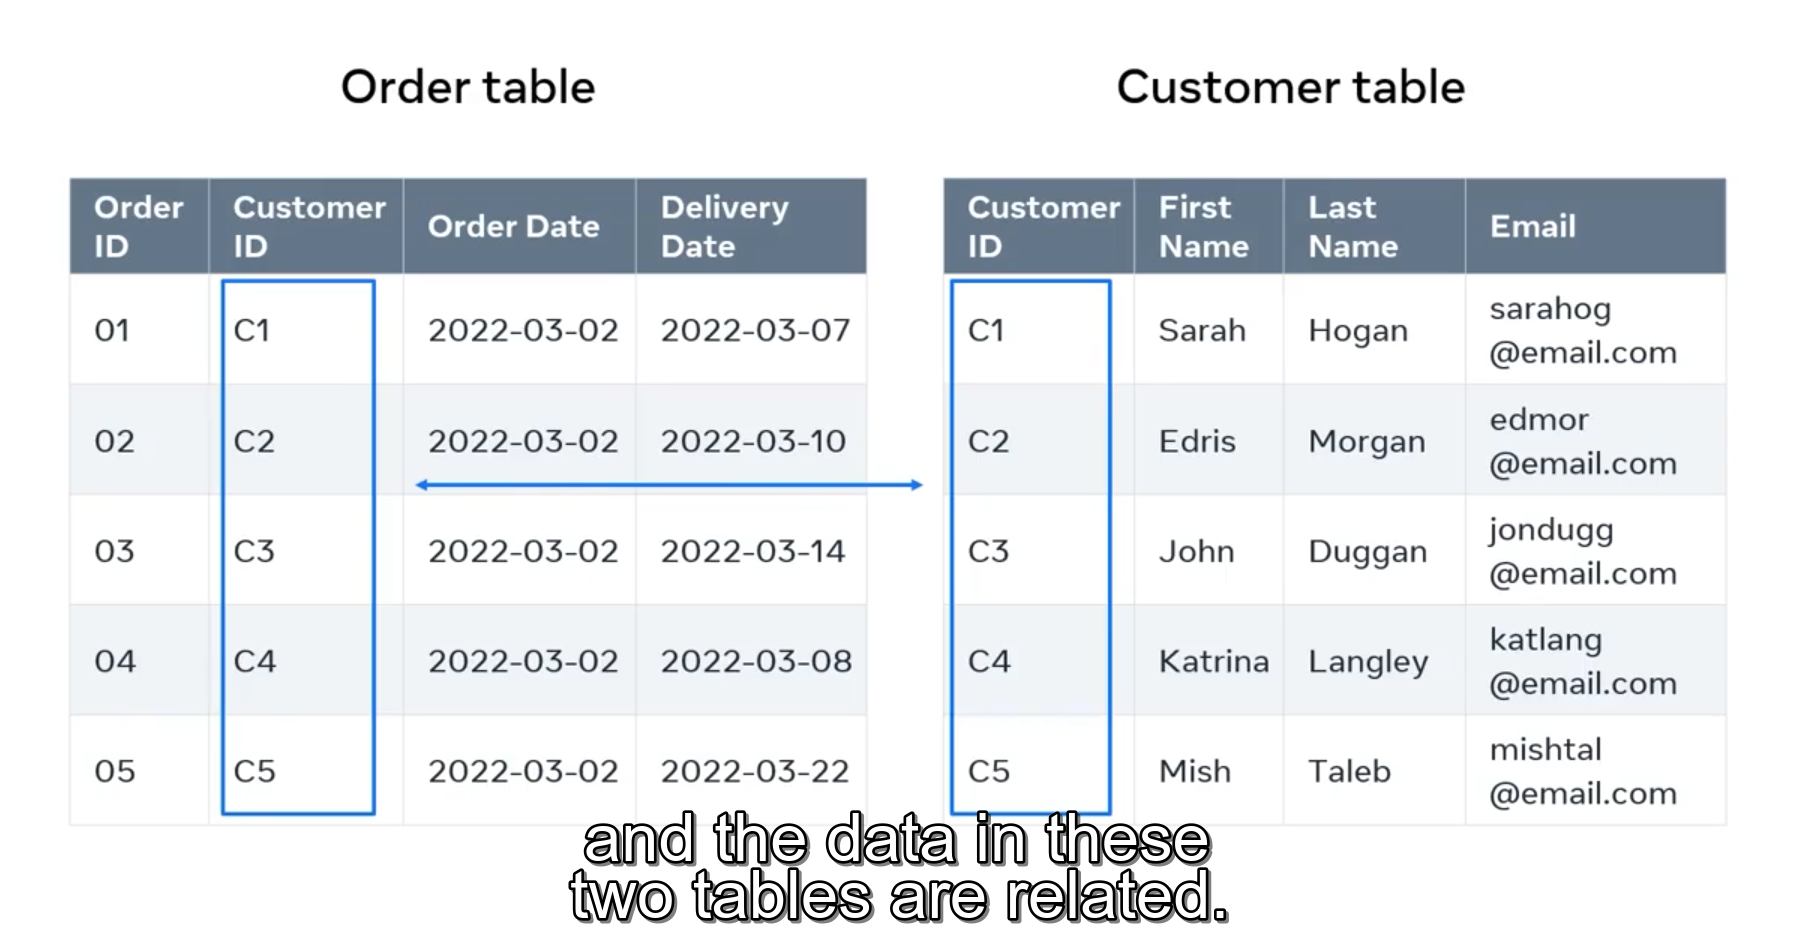 Order table
Order ID Customer ID Order Date Delivery Date
01 C1 2022-03-02 2022-03-07
02 C2 2022-03-02 2022-03-10
03 C3 2022-03-02 2022-03-14
04 C4 2022-03-02 2022-03-08
05 C5 2022-03-02 2022-03-22
Customer table
Customer ID First Name Last Name Email
C1 Sarah Hogan sarahog@email.com
C2 Edris Morgan edmor@email.com
C3 John Duggan jondugg@email.com
C4 Katrina Langley katlang@email.com
C5 Mish Taleb mishtal@email.com
and the data in these
two tables are related.